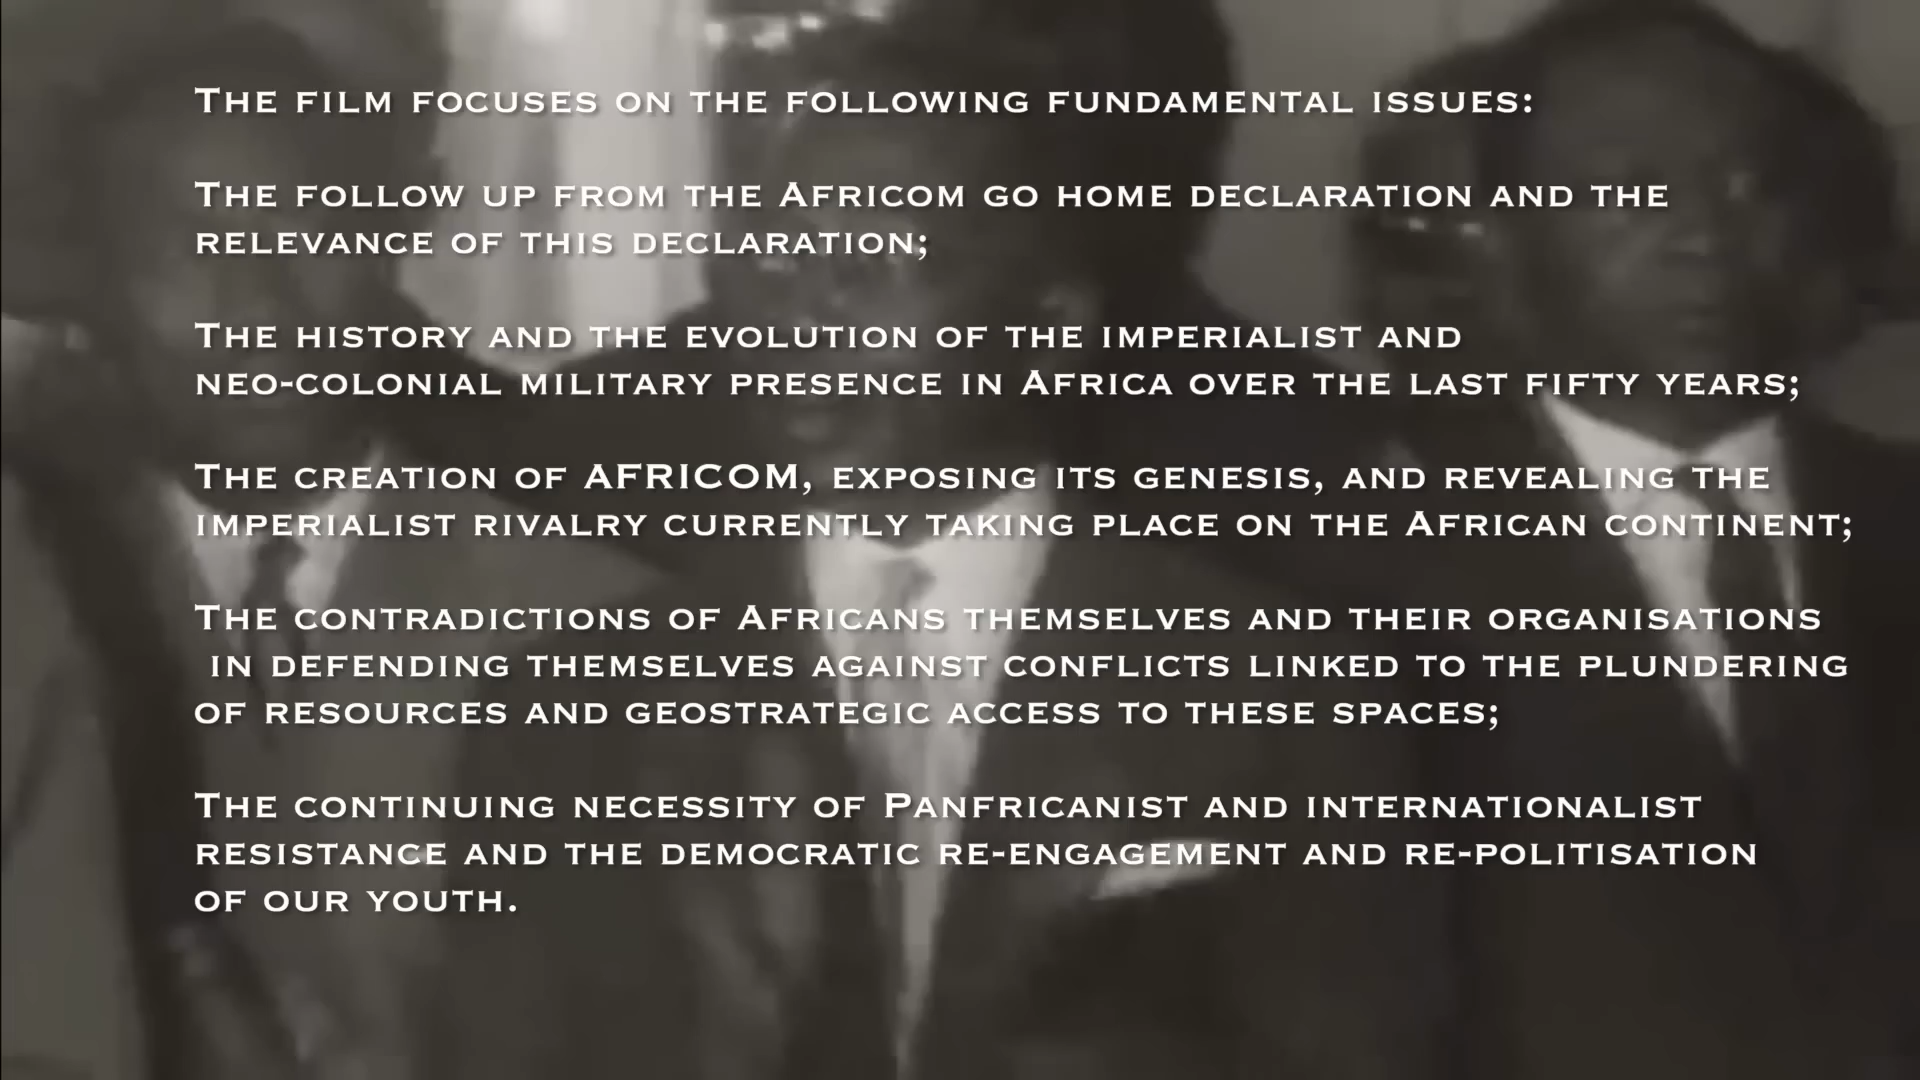 The film focuses on the following fundamental issues:
The follow up from the Africom go home declaration and the
relevance of this declaration;
The history and the evolution of the imperialist and
neo-colonial military presence in Africa over the last fifty years;
The creation of AFRICOM, exposing its genesis, and revealing the
imperialist rivalry currently taking place on the African continent;
The contradictions of Africans themselves and their organisations
in defending themselves against conflicts linked to the plundering
of resources and geostrategic access to these spaces;
The continuing necessity of Panfricanist and internationalist
resistance and the democratic re-engagement and re-politisation
of our youth.